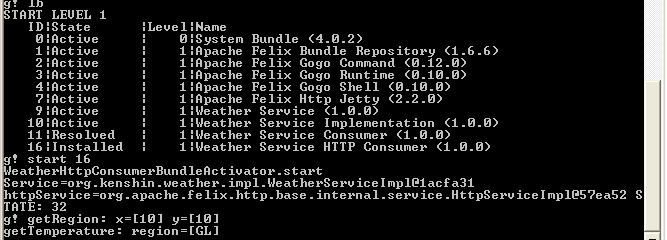 g! lb
START LEVEL 1
   ID|State      |Level|Name
    0|Active     |    0|System Bundle (4.0.2)
    1|Active     |    1|Apache Felix Bundle Repository (1.6.6)
    2|Active     |    1|Apache Felix Gogo Command (0.12.0)
    3|Active     |    1|Apache Felix Gogo Runtime (0.10.0)
    4|Active     |    1|Apache Felix Gogo Shell (0.10.0)
    7|Active     |    1|Apache Felix Http Jetty (2.2.0)
    9|Active     |    1|Weather Service (1.0.0)
   10|Active     |    1|Weather Service Implementation (1.0.0)
   11|Resolved   |    1|Weather Service Consumer (1.0.0)
   16|Installed  |    1|Weather Service HTTP Consumer (1.0.0)
g! start 16
WeatherHttpConsumerBundleActivator.start
Service=org.kenshin.weather.impl.WeatherServiceImpl@1acfa31
httpService=org.apache.felix.http.base.internal.service.HttpServiceImpl@57ea52 S
TATE: 32
g! getRegion: x=[10] y=[10]
getTemperature: region=[GL]